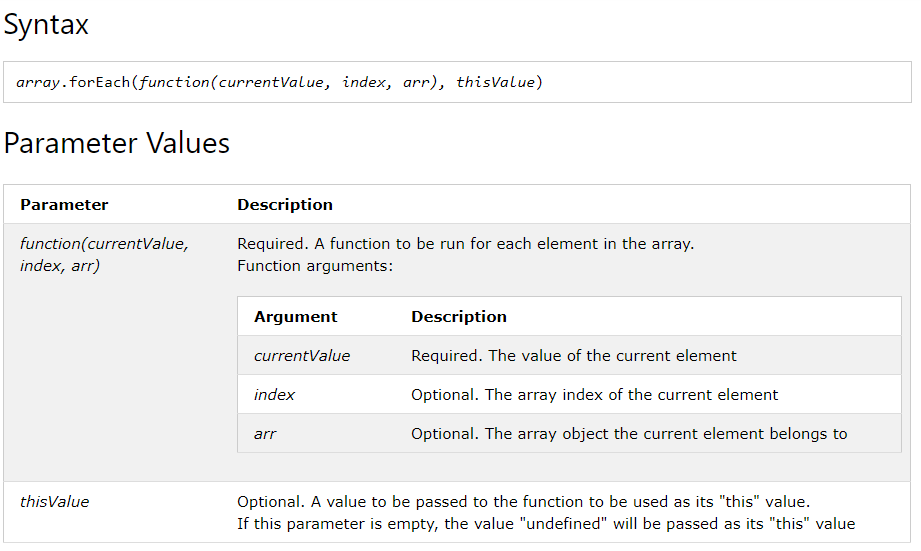 Syntax
array.forEach(function(currentValue, index, arr), thisValue)
Parameter Values
Parameter Description
function(currentValue, Required. A function to be run for each element in the array.
index, arr) Function arguments:
Argument Description
currentValue Required. The value of the current element
index Optional. The array index of the current element
arr Optional. The array object the current element belongs to
thisValue Optional. A value to be passed to the function to be used as its "this" value.
If this parameter is empty, the value "undefined" will be passed as its "this" value